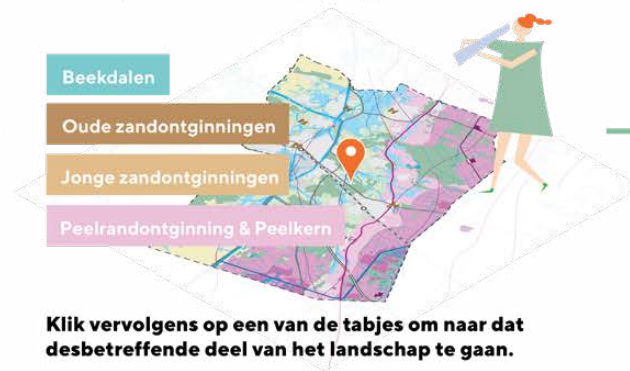 Beekdalen
Oude zandontginningen
Jonge zandontginningen
Peelrandontginning & Peelkern
Klik vervolgens op een van de tabjes om naar dat
desbetreffende deel van het landschap te gaan.